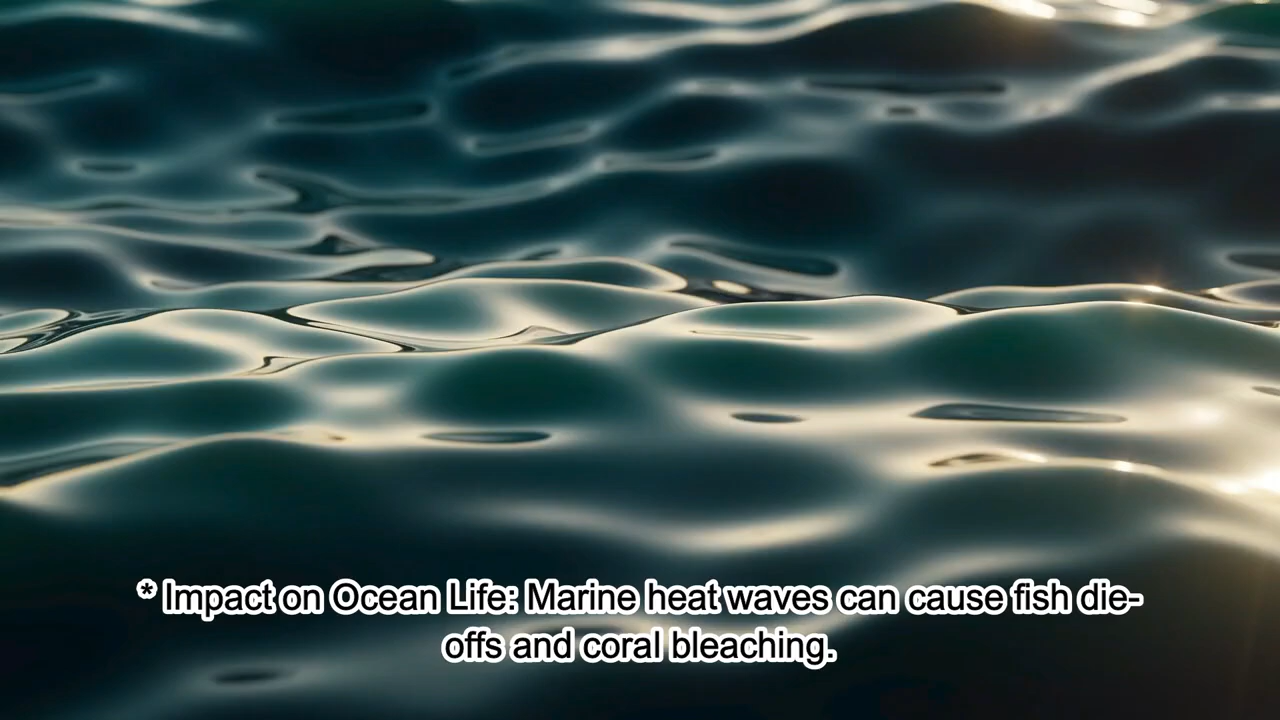 * Impact on Ocean Life: Marine heat waves can cause fish die-
offs and coral bleaching.